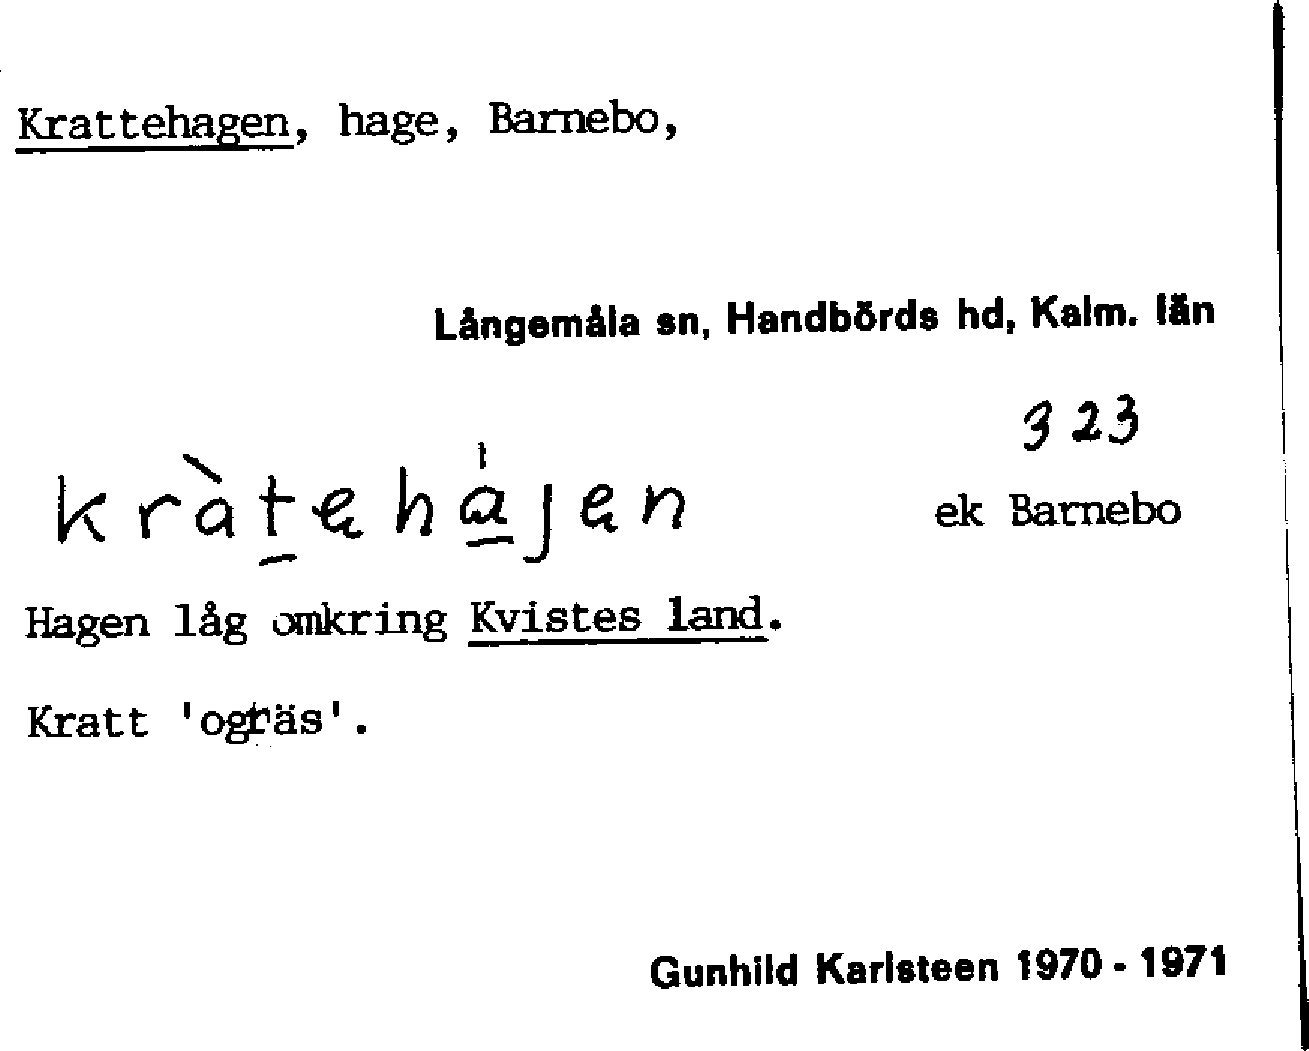 Krattehagen, hage, Barnebo,
Långemåla sn, Handbörds hd, Kalm. län
323
kràtehájen
ek Barnebo
Hagen låg omkring Kvistes land.
Kratt 'ogräs'.
Gunhild Karlsteen 1970 - 1971